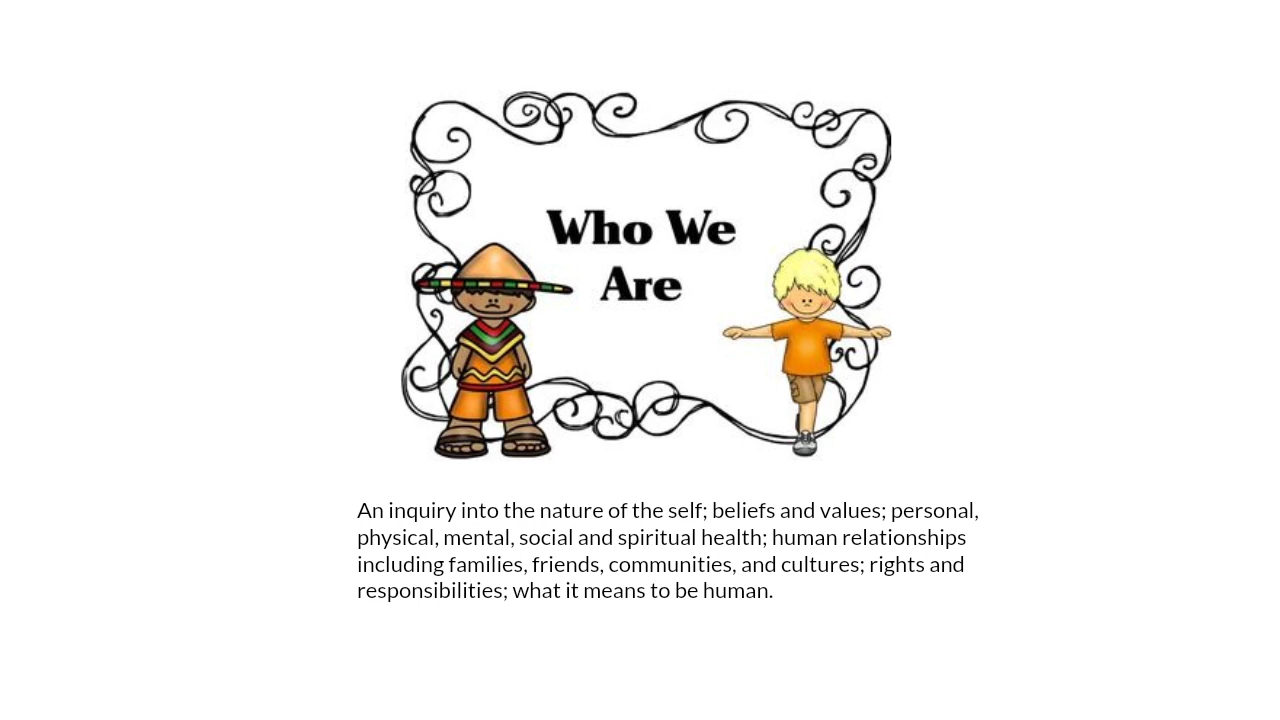 Who We
Are
An inquiry into the nature of the self; beliefs and values; personal,
physical, mental, social and spiritual health; human relationships
including families, friends, communities, and cultures; rights and
responsibilities; what it means to be human.